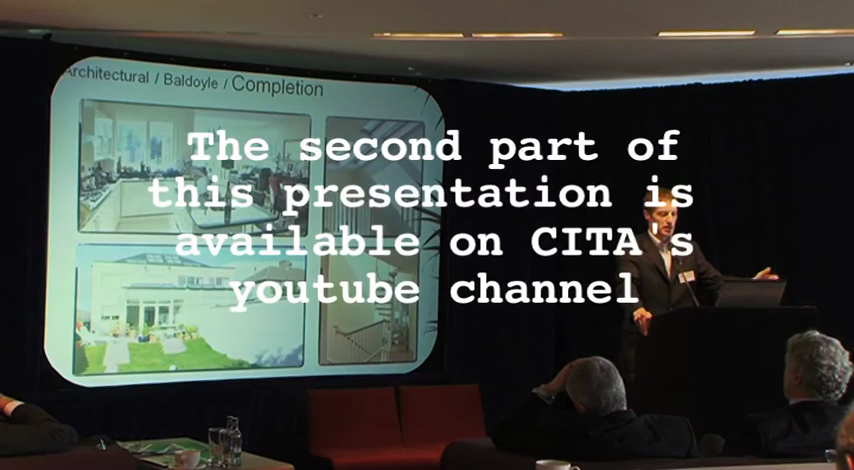 Architectural / Baldoyle / Completion
The second part of
this presentation is
available on CITA's
youtube channel